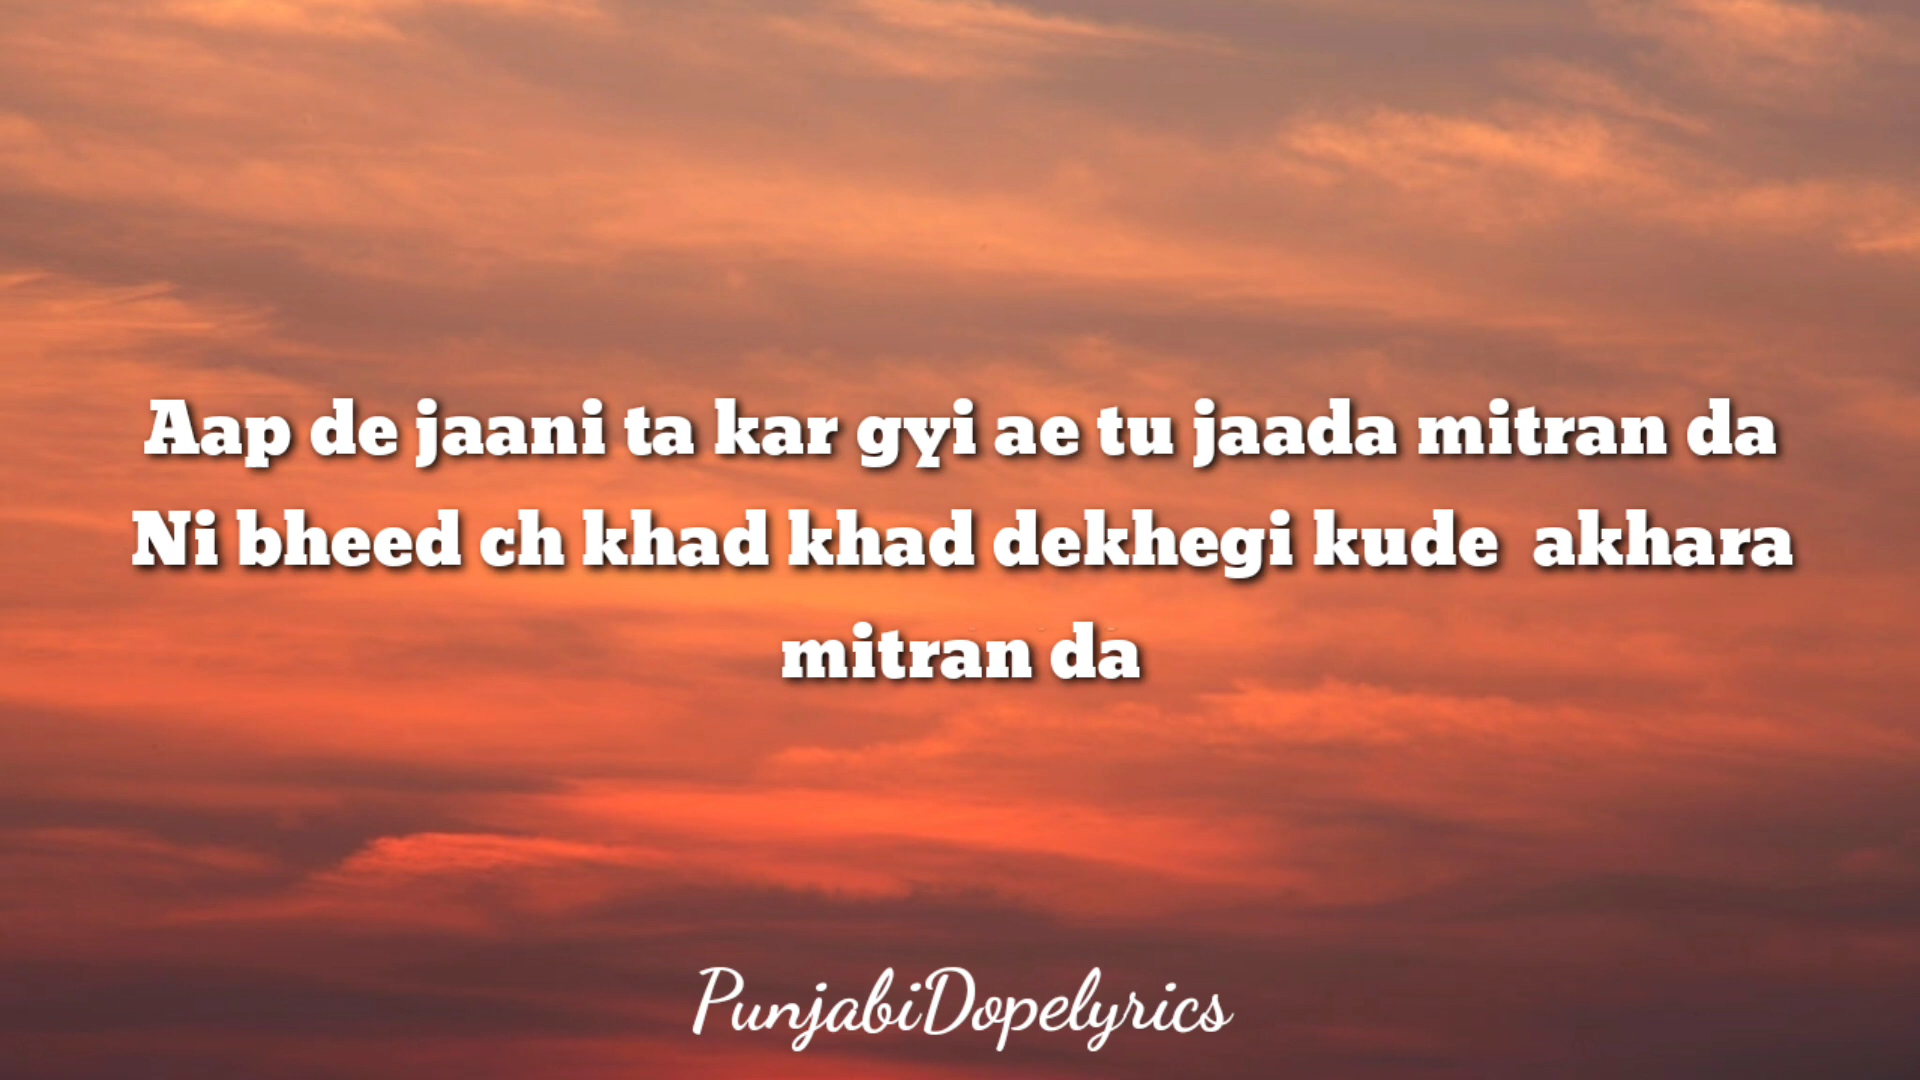 Aap de jaani ta kar gyi ae tu jaada mitran da
Ni bheed ch khad khad dekhegi kude akhara
mitran da
PunjabiDopelyrics